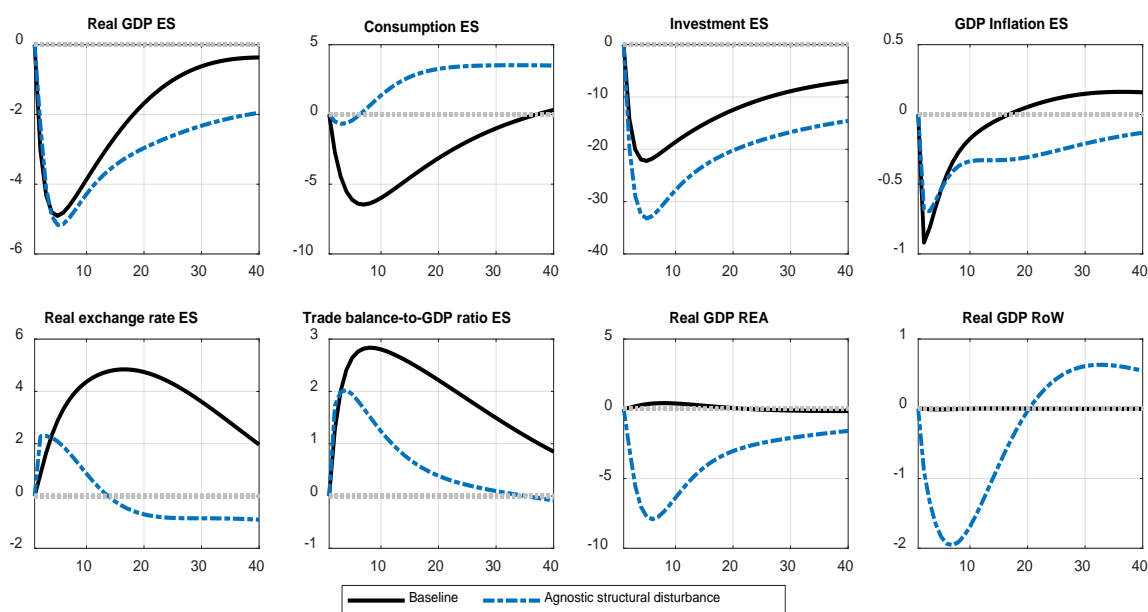 Real GDP ES
0
-2
-4
-6
10 20 30 40
Consumption ES
5
0
-5
-10
10 20 30 40
Investment ES
0
-10
-20
-30
-40
10 20 30 40
GDP Inflation ES
0.5
0
-0.5
-1
10 20 30 40
Real exchange rate ES
6
4
2
0
-2
10 20 30 40
Trade balance-to-GDP ratio ES
3
2
1
0
-1
10 20 30 40
Real GDP REA
5
0
-5
-10
10 20 30 40
Real GDP RoW
1
0
-1
-2
10 20 30 40
Baseline Agnostic structural disturbance